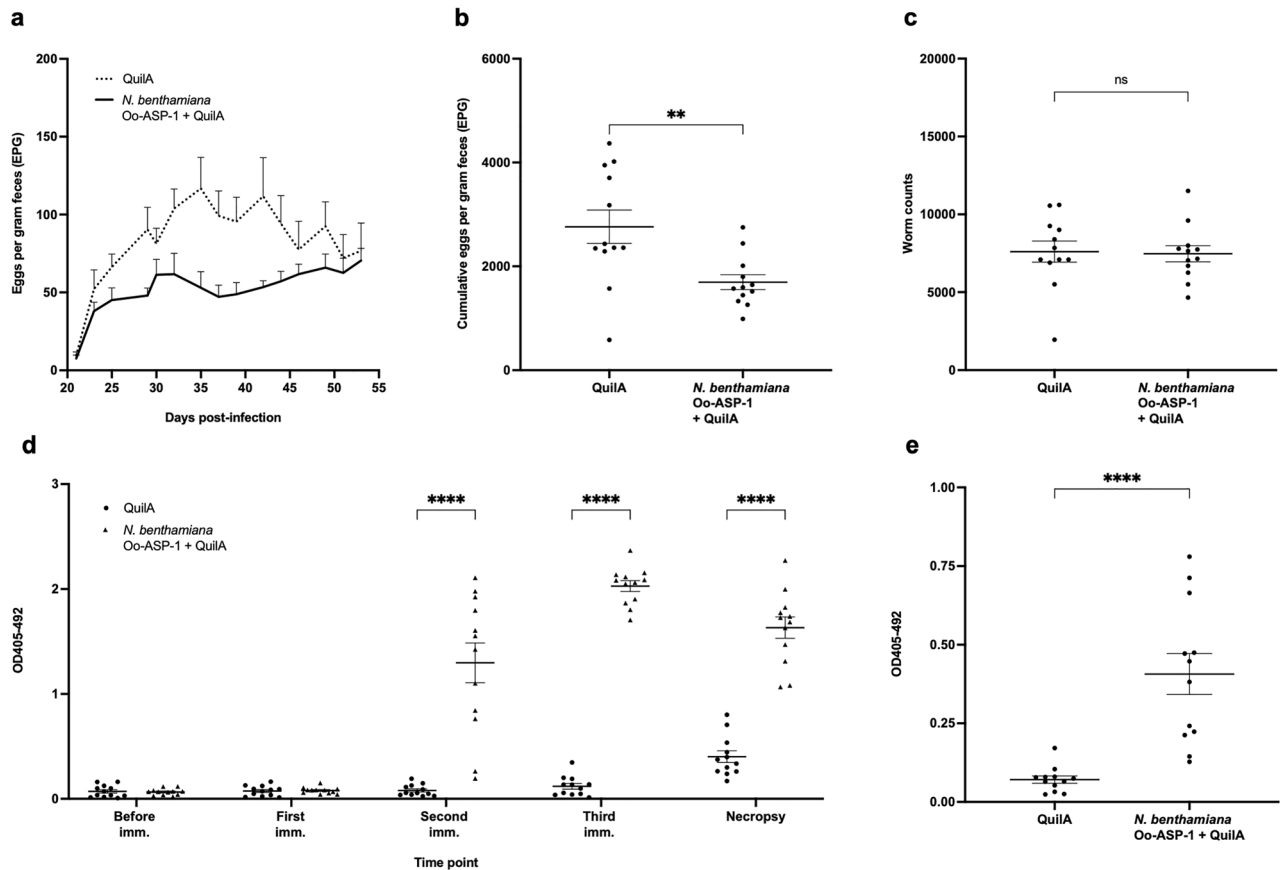 a
200
150
100
50
0
20 25 30 35 40 45 50 55
Eggs per gram feces (EPG)
Days post-infection
QuilA
N. benthamiana
Oo-ASP-1 + QuilA
b
6000
4000
2000
0
Cumulative eggs per gram feces (EPG)
**
QuilA
N. benthamiana
Oo-ASP-1
+ QuilA
c
20000
15000
10000
5000
0
Worm counts
ns
QuilA
N. benthamiana
Oo-ASP-1
+ QuilA
d
3
2
1
0
OD405-492
QuilA
N. benthamiana
Oo-ASP-1 + QuilA
**** **** ****
Before First Second Third Necropsy
imm. imm. imm. imm.
Time point
e
1.00
0.75
0.50
0.25
0.00
OD405-492
****
QuilA
N. benthamiana
Oo-ASP-1 + QuilA